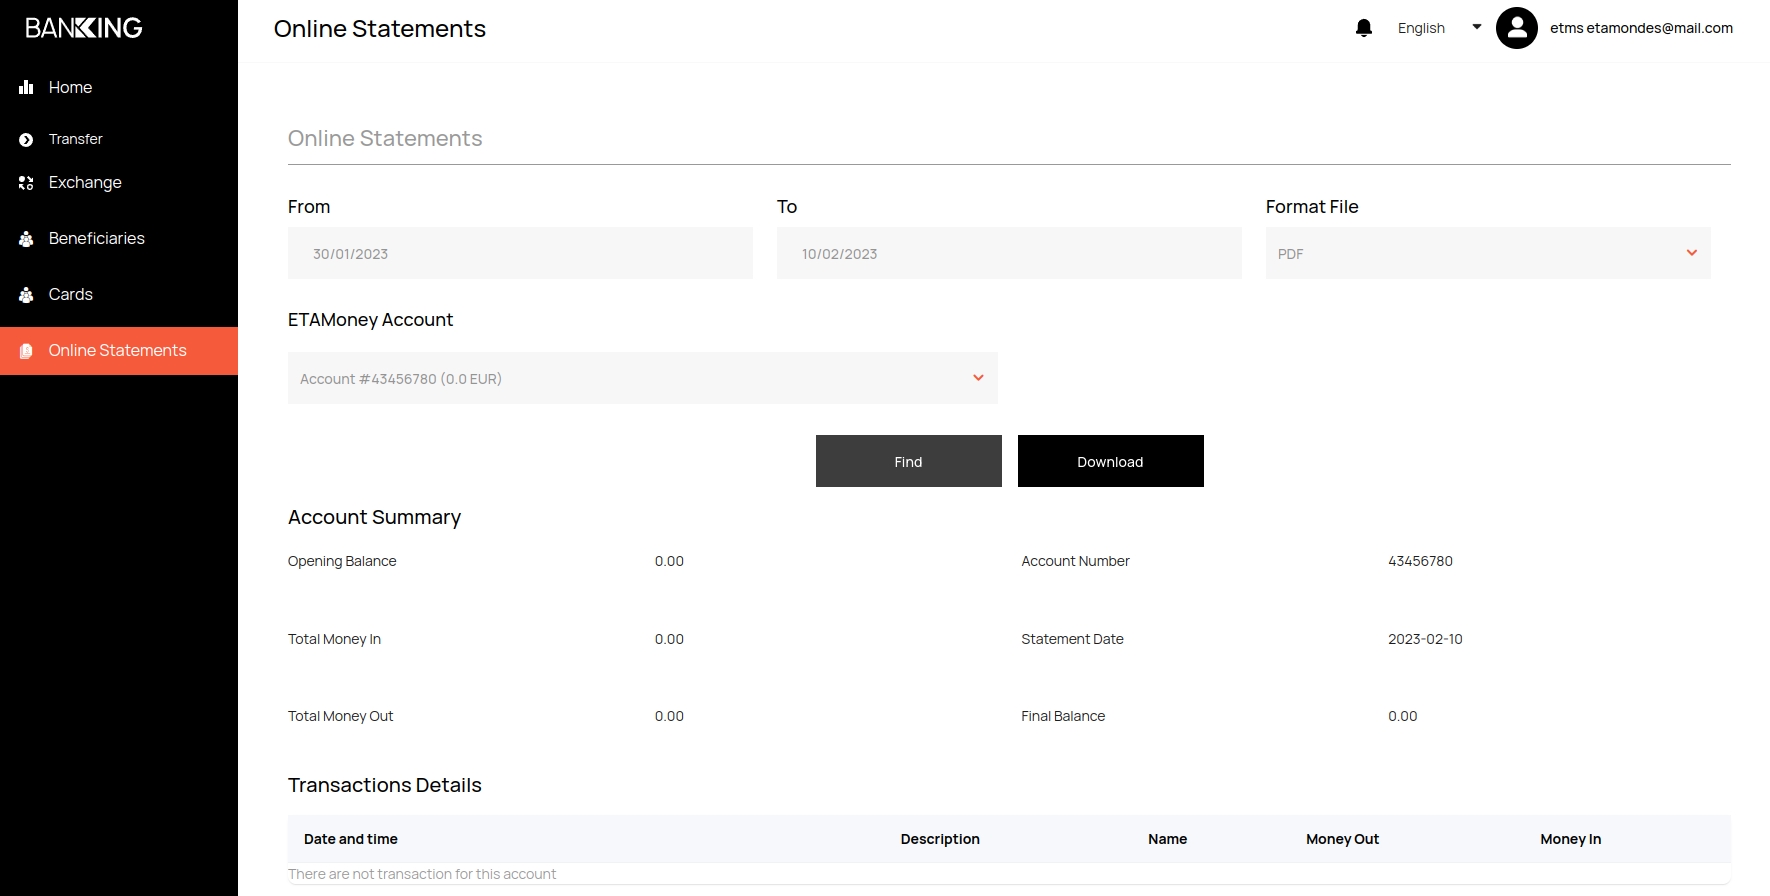 BANKKING
Online Statements
English
etms etamondes@mail.com
Home
Transfer
Exchange
Beneficiaries
Cards
Online Statements
Online Statements
From
To
Format File
30/01/2023
10/02/2023
PDF
ETAMoney Account
Account #43456780 (0.0 EUR)
Find
Download
Account Summary
Opening Balance
0.00
Account Number
43456780
Total Money In
0.00
Statement Date
2023-02-10
Total Money Out
0.00
Final Balance
0.00
Transactions Details
Date and time
Description
Name
Money Out
Money In
There are not transaction for this account